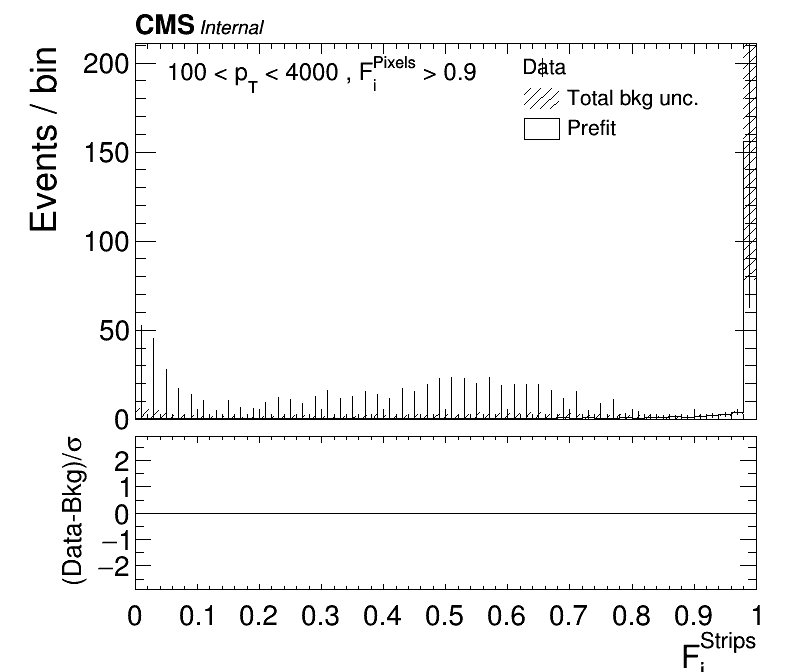 CMS Internal
Events / bin
100 < p_T < 4000 , F_i^Pixels > 0.9
Data
Total bkg unc.
Prefit
200
150
100
50
0
(Data-Bkg)/σ
2
1
0
−1
−2
0 0.1 0.2 0.3 0.4 0.5 0.6 0.7 0.8 0.9 1
F_i^Strips